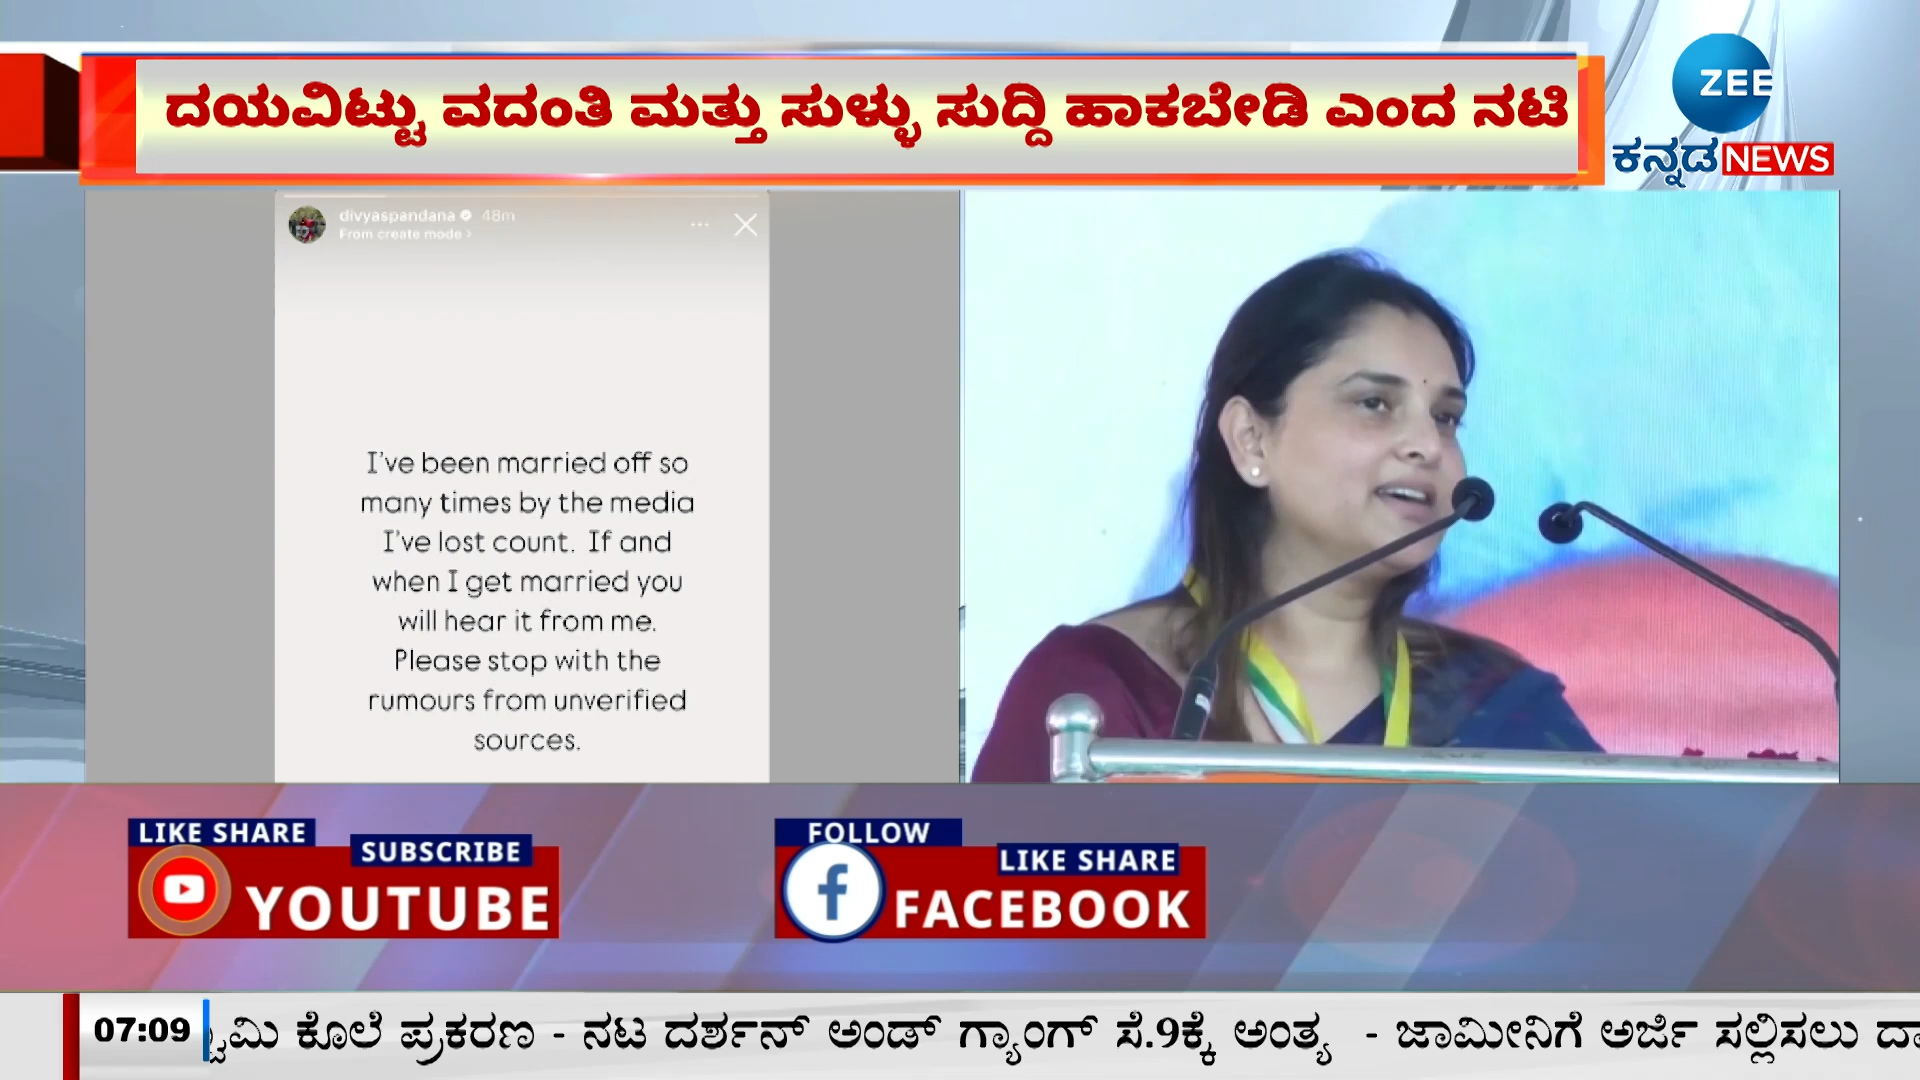 ದಯವಿಟ್ಟು ವದಂತಿ ಮತ್ತು ಸುಳ್ಳು ಸುದ್ದಿ ಹಾಕಬೇಡಿ ಎಂದ ನಟಿ
ZEE
ಕನ್ನಡ NEWS
divyaspandana 48m
From create mode >
I've been married off so
many times by the media
I've lost count. If and
when I get married you
will hear it from me.
Please stop with the
rumours from unverified
sources.
LIKE SHARE
SUBSCRIBE
YOUTUBE
FOLLOW
LIKE SHARE
FACEBOOK
07:09 ಕೊಲೆ ಪ್ರಕರಣ - ನಟ ದರ್ಶನ್ ಅಂಡ್ ಗ್ಯಾಂಗ್ ಸೆ.9ಕ್ಕೆ ಅಂತ್ಯ - ಜಾಮೀನಿಗೆ ಅರ್ಜಿ ಸಲ್ಲಿಸಲು